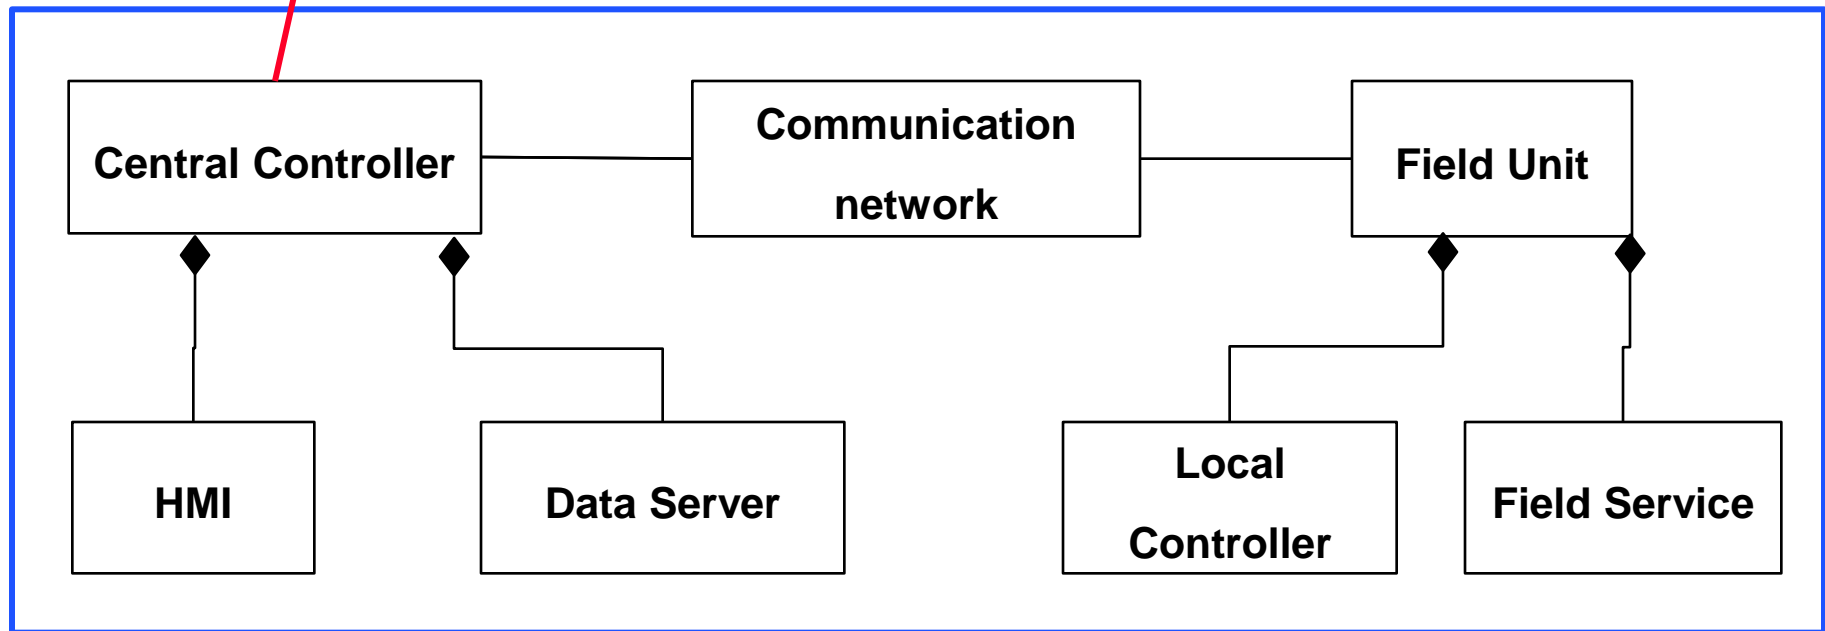 Central Controller
Communication
network
Field Unit
HMI
Data Server
Local
Controller
Field Service